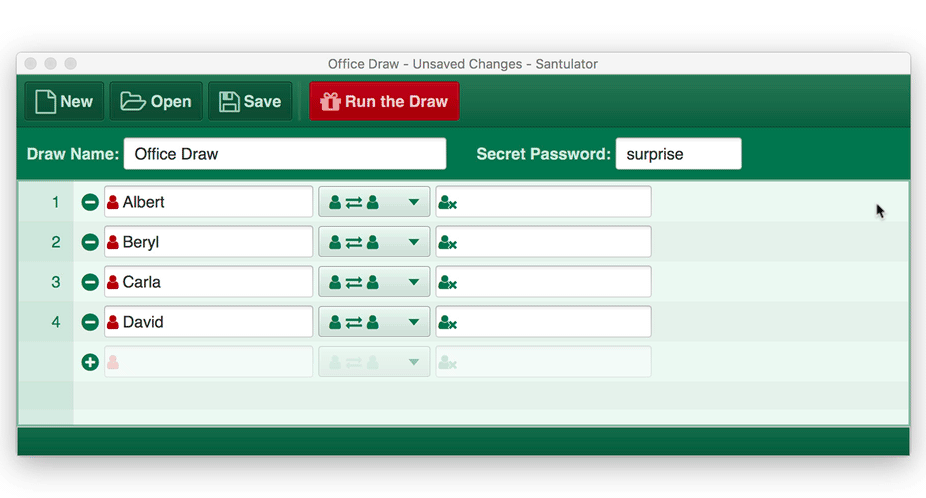 Office Draw - Unsaved Changes - Santulator
New Open Save Run the Draw
Draw Name: Office Draw Secret Password: surprise
1 Albert
2 Beryl
3 Carla
4 David